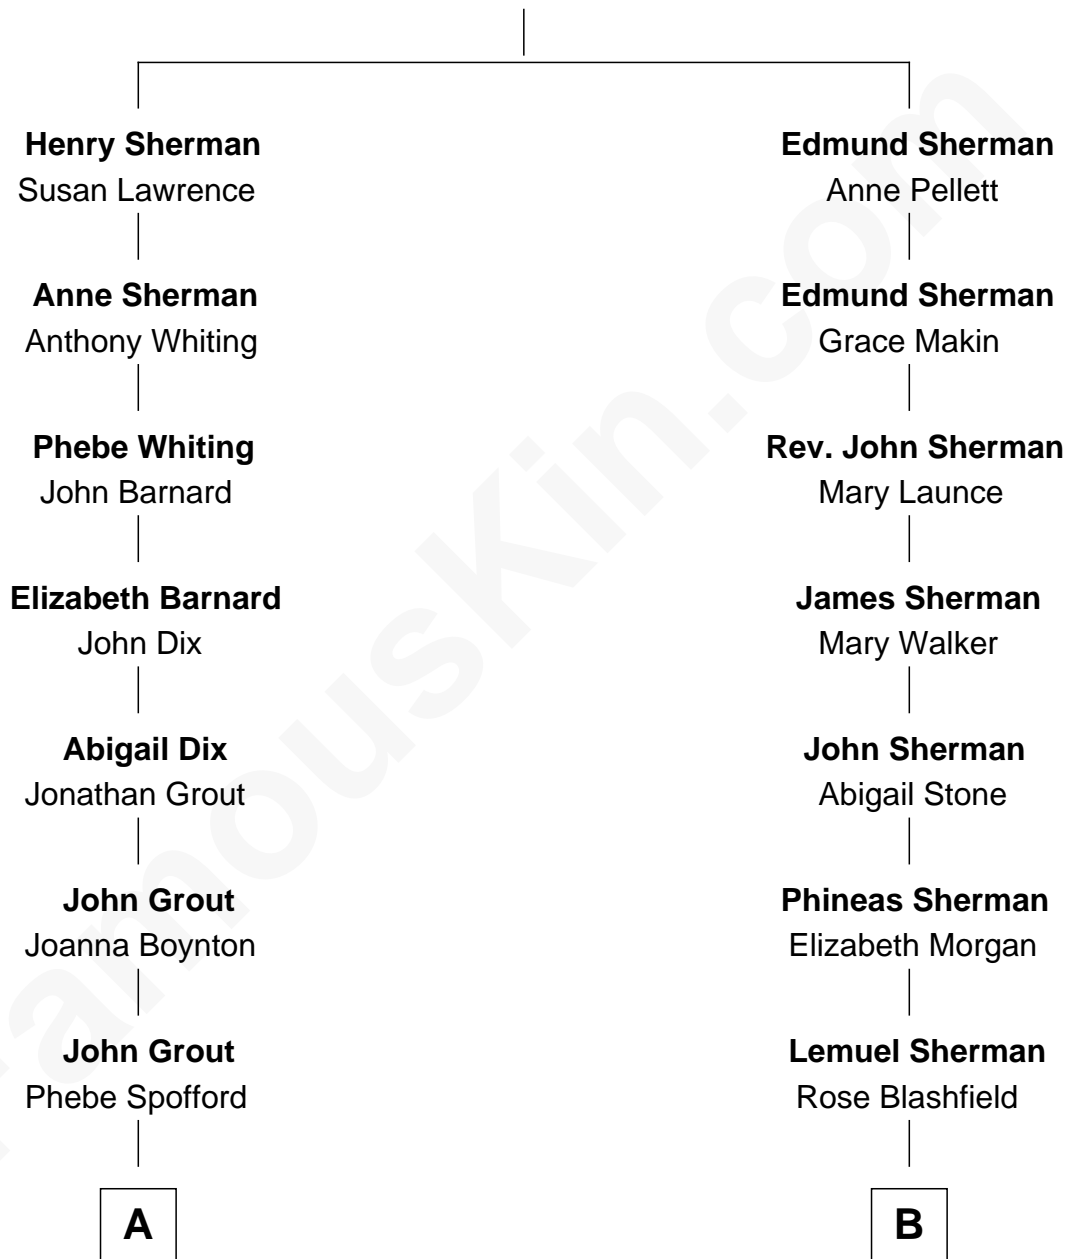 Henry Sherman
Susan Lawrence
Anne Sherman
Anthony Whiting
Phebe Whiting
John Barnard
Elizabeth Barnard
John Dix
Abigail Dix
Jonathan Grout
John Grout
Joanna Boynton
John Grout
Phebe Spofford
A
Edmund Sherman
Anne Pellett
Edmund Sherman
Grace Makin
Rev. John Sherman
Mary Launce
James Sherman
Mary Walker
John Sherman
Abigail Stone
Phineas Sherman
Elizabeth Morgan
Lemuel Sherman
Rose Blashfield
B
FamousKin.com